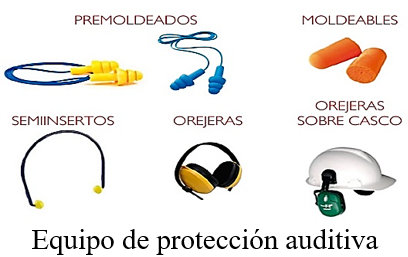 PREMOLDEADOS
MOLDEABLES
SEMIINSERTOS
OREJERAS
OREJERAS
SOBRE CASCO
Equipo de protección auditiva